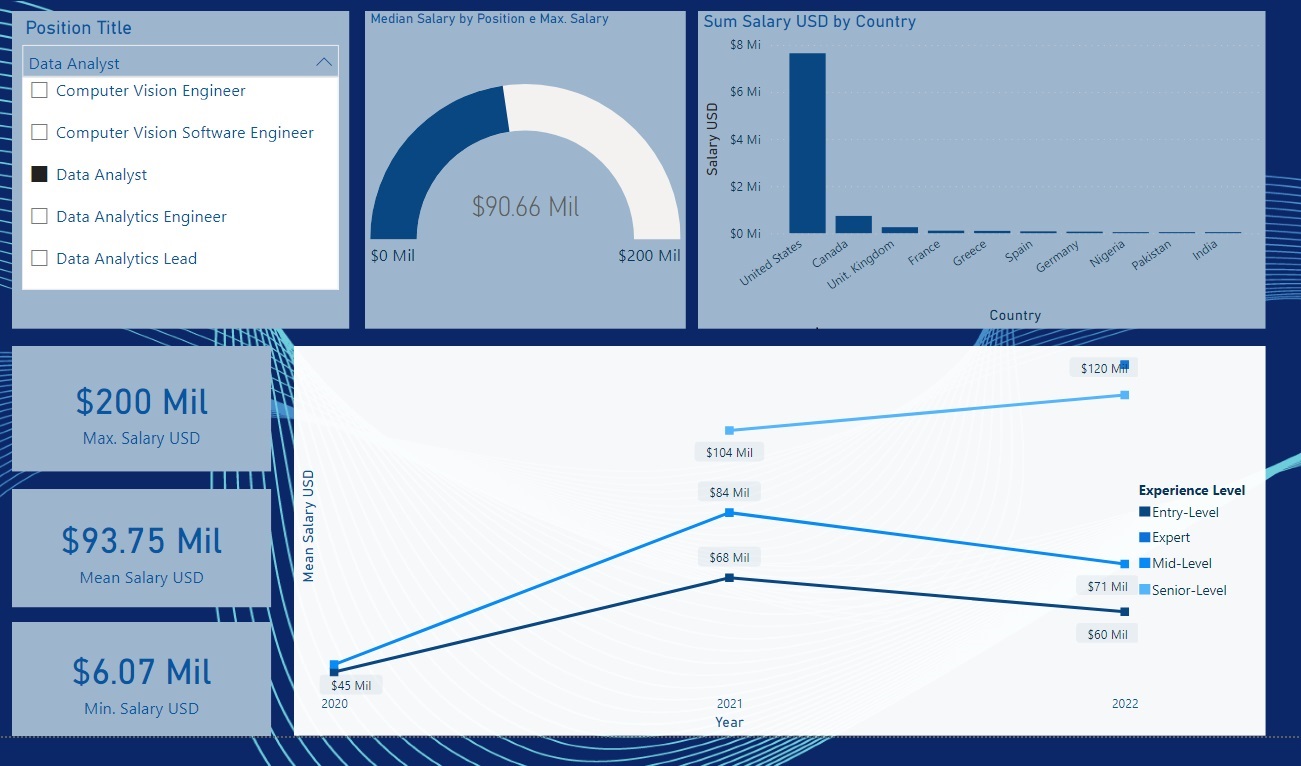 Position Title
Data Analyst
Computer Vision Engineer
Computer Vision Software Engineer
Data Analyst
Data Analytics Engineer
Data Analytics Lead
Median Salary by Position e Max. Salary
$90.66 Mil
$0 Mil
$200 Mil
Sum Salary USD by Country
Salary USD
$8 Mi
$6 Mi
$4 Mi
$2 Mi
$0 Mi
United States
Canada
Unit. Kingdom
France
Greece
Spain
Germany
Nigeria
Pakistan
India
Country
$200 Mil
Max. Salary USD
$93.75 Mil
Mean Salary USD
$6.07 Mil
Min. Salary USD
Mean Salary USD
$120 Mil
$104 Mil
$84 Mil
$68 Mil
$71 Mil
$60 Mil
$45 Mil
2020
2021
2022
Year
Experience Level
Entry-Level
Expert
Mid-Level
Senior-Level